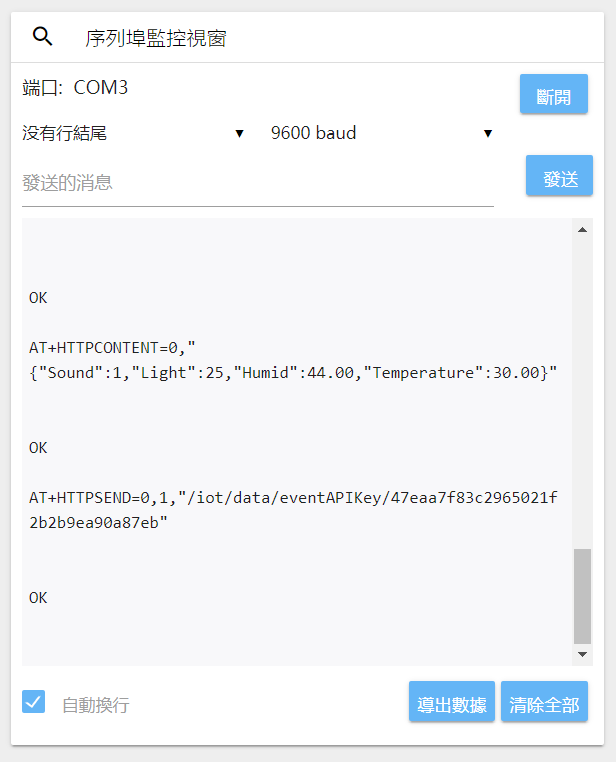 序列埠監控視窗
端口: COM3
斷開
没有行結尾
9600 baud
發送的消息
發送
OK
AT+HTTPCONTENT=0,"
{"Sound":1,"Light":25,"Humid":44.00,"Temperature":30.00}"
OK
AT+HTTPSEND=0,1,"/iot/data/eventAPIKey/47eaa7f83c2965021f
2b2b9ea90a87eb"
OK
自動換行
導出數據
清除全部